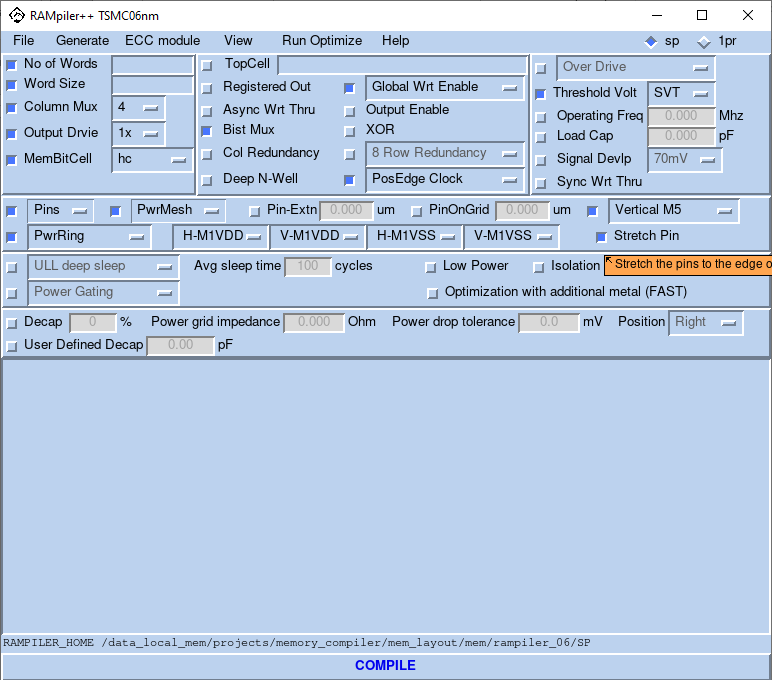 RAMpiler++ TSMC06nm
File Generate ECC module View Run Optimize Help sp 1pr
No of Words TopCell Over Drive
Word Size Registered Out Global Wrt Enable Threshold Volt SVT
Column Mux 4 Async Wrt Thru Output Enable Operating Freq 0.000 Mhz
Output Drvie 1x Bist Mux XOR Load Cap 0.000 pF
MemBitCell hc Col Redundancy 8 Row Redundancy Signal Devlp 70mV
Deep N-Well PosEdge Clock Sync Wrt Thru
Pins PwrMesh Pin-Extn 0.000 um PinOnGrid 0.000 um Vertical M5
PwrRing H-M1VDD V-M1VDD H-M1VSS V-M1VSS Stretch Pin
ULL deep sleep Avg sleep time 100 cycles Low Power Isolation Stretch the pins to the edge o
Power Gating Optimization with additional metal (FAST)
Decap 0 % Power grid impedance 0.000 Ohm Power drop tolerance 0.0 mV Position Right
User Defined Decap 0.00 pF
RAMPILER_HOME /data_local_mem/projects/memory_compiler/mem_layout/mem/rampiler_06/SP
COMPILE